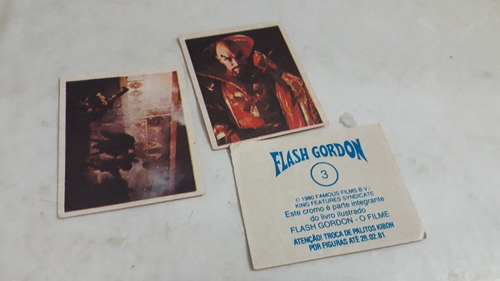 FLASH GORDON
3
© 1980 FAMOUS FILMS B.V./
KING FEATURES SYNDICATE
Este cromo é parte integrante
do livro ilustrado
FLASH GORDON - O FILME
ATENÇÃO! TROCA DE PALITOS KIBON
POR FIGURAS ATÉ 28.02.81